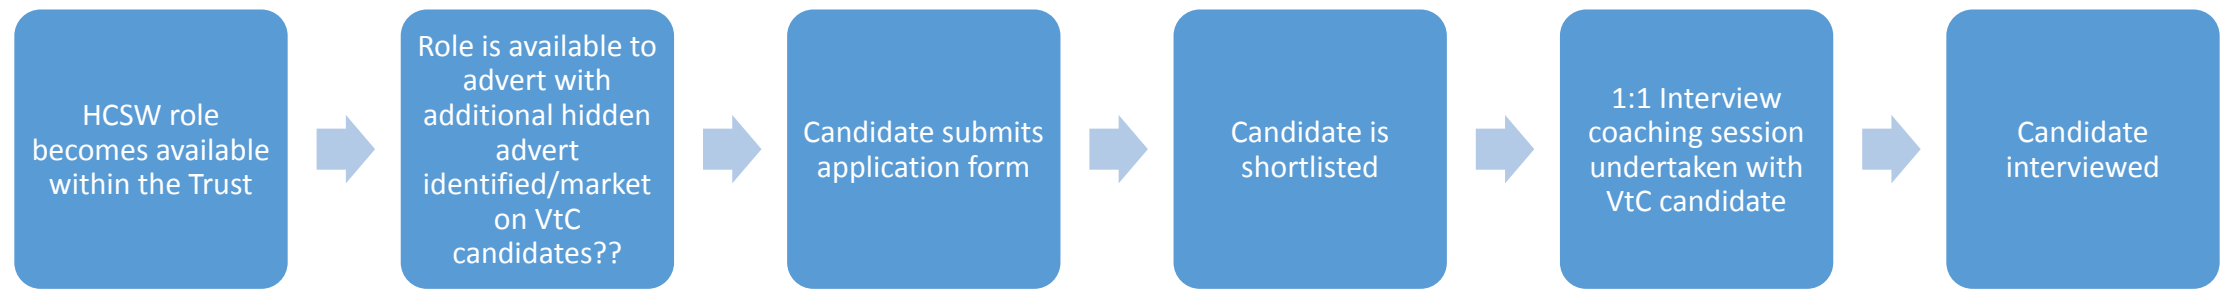 HCSW role
becomes available
within the Trust
Role is available to
advert with
additional hidden
advert
identified/market
on VtC
candidates??
Candidate submits
application form
Candidate is
shortlisted
1:1 Interview
coaching session
undertaken with
VtC candidate
Candidate
interviewed